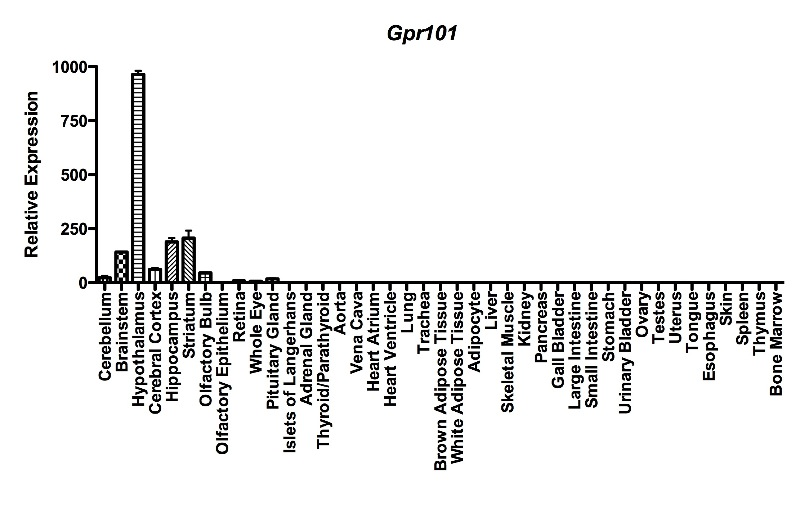 Gpr101
Relative Expression
1000
750
500
250
0
Cerebellum
Brainstem
Hypothalamus
Cerebral Cortex
Hippocampus
Striatum
Olfactory Bulb
Olfactory Epithelium
Retina
Whole Eye
Pituitary Gland
Islets of Langerhans
Adrenal Gland
Thyroid/Parathyroid
Aorta
Vena Cava
Heart Atrium
Heart Ventricle
Lung
Trachea
Brown Adipose Tissue
White Adipose Tissue
Adipocyte
Liver
Skeletal Muscle
Kidney
Pancreas
Gall Bladder
Large Intestine
Small Intestine
Stomach
Urinary Bladder
Ovary
Testes
Uterus
Tongue
Esophagus
Skin
Spleen
Thymus
Bone Marrow